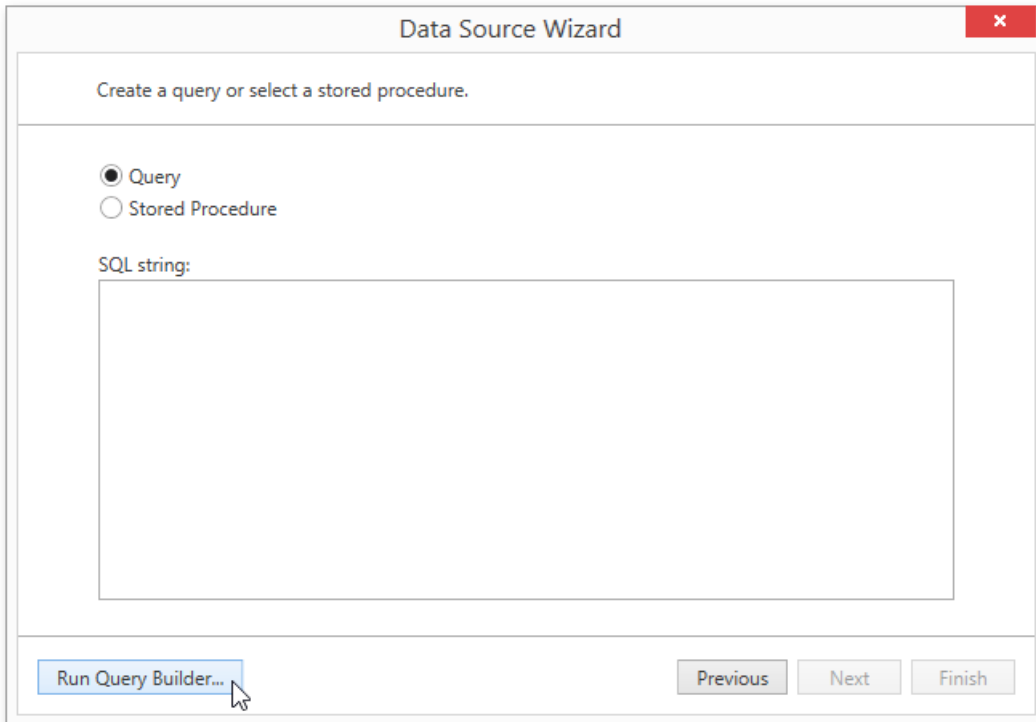 Data Source Wizard
Create a query or select a stored procedure.
Query
Stored Procedure
SQL string:
Run Query Builder...
Previous
Next
Finish